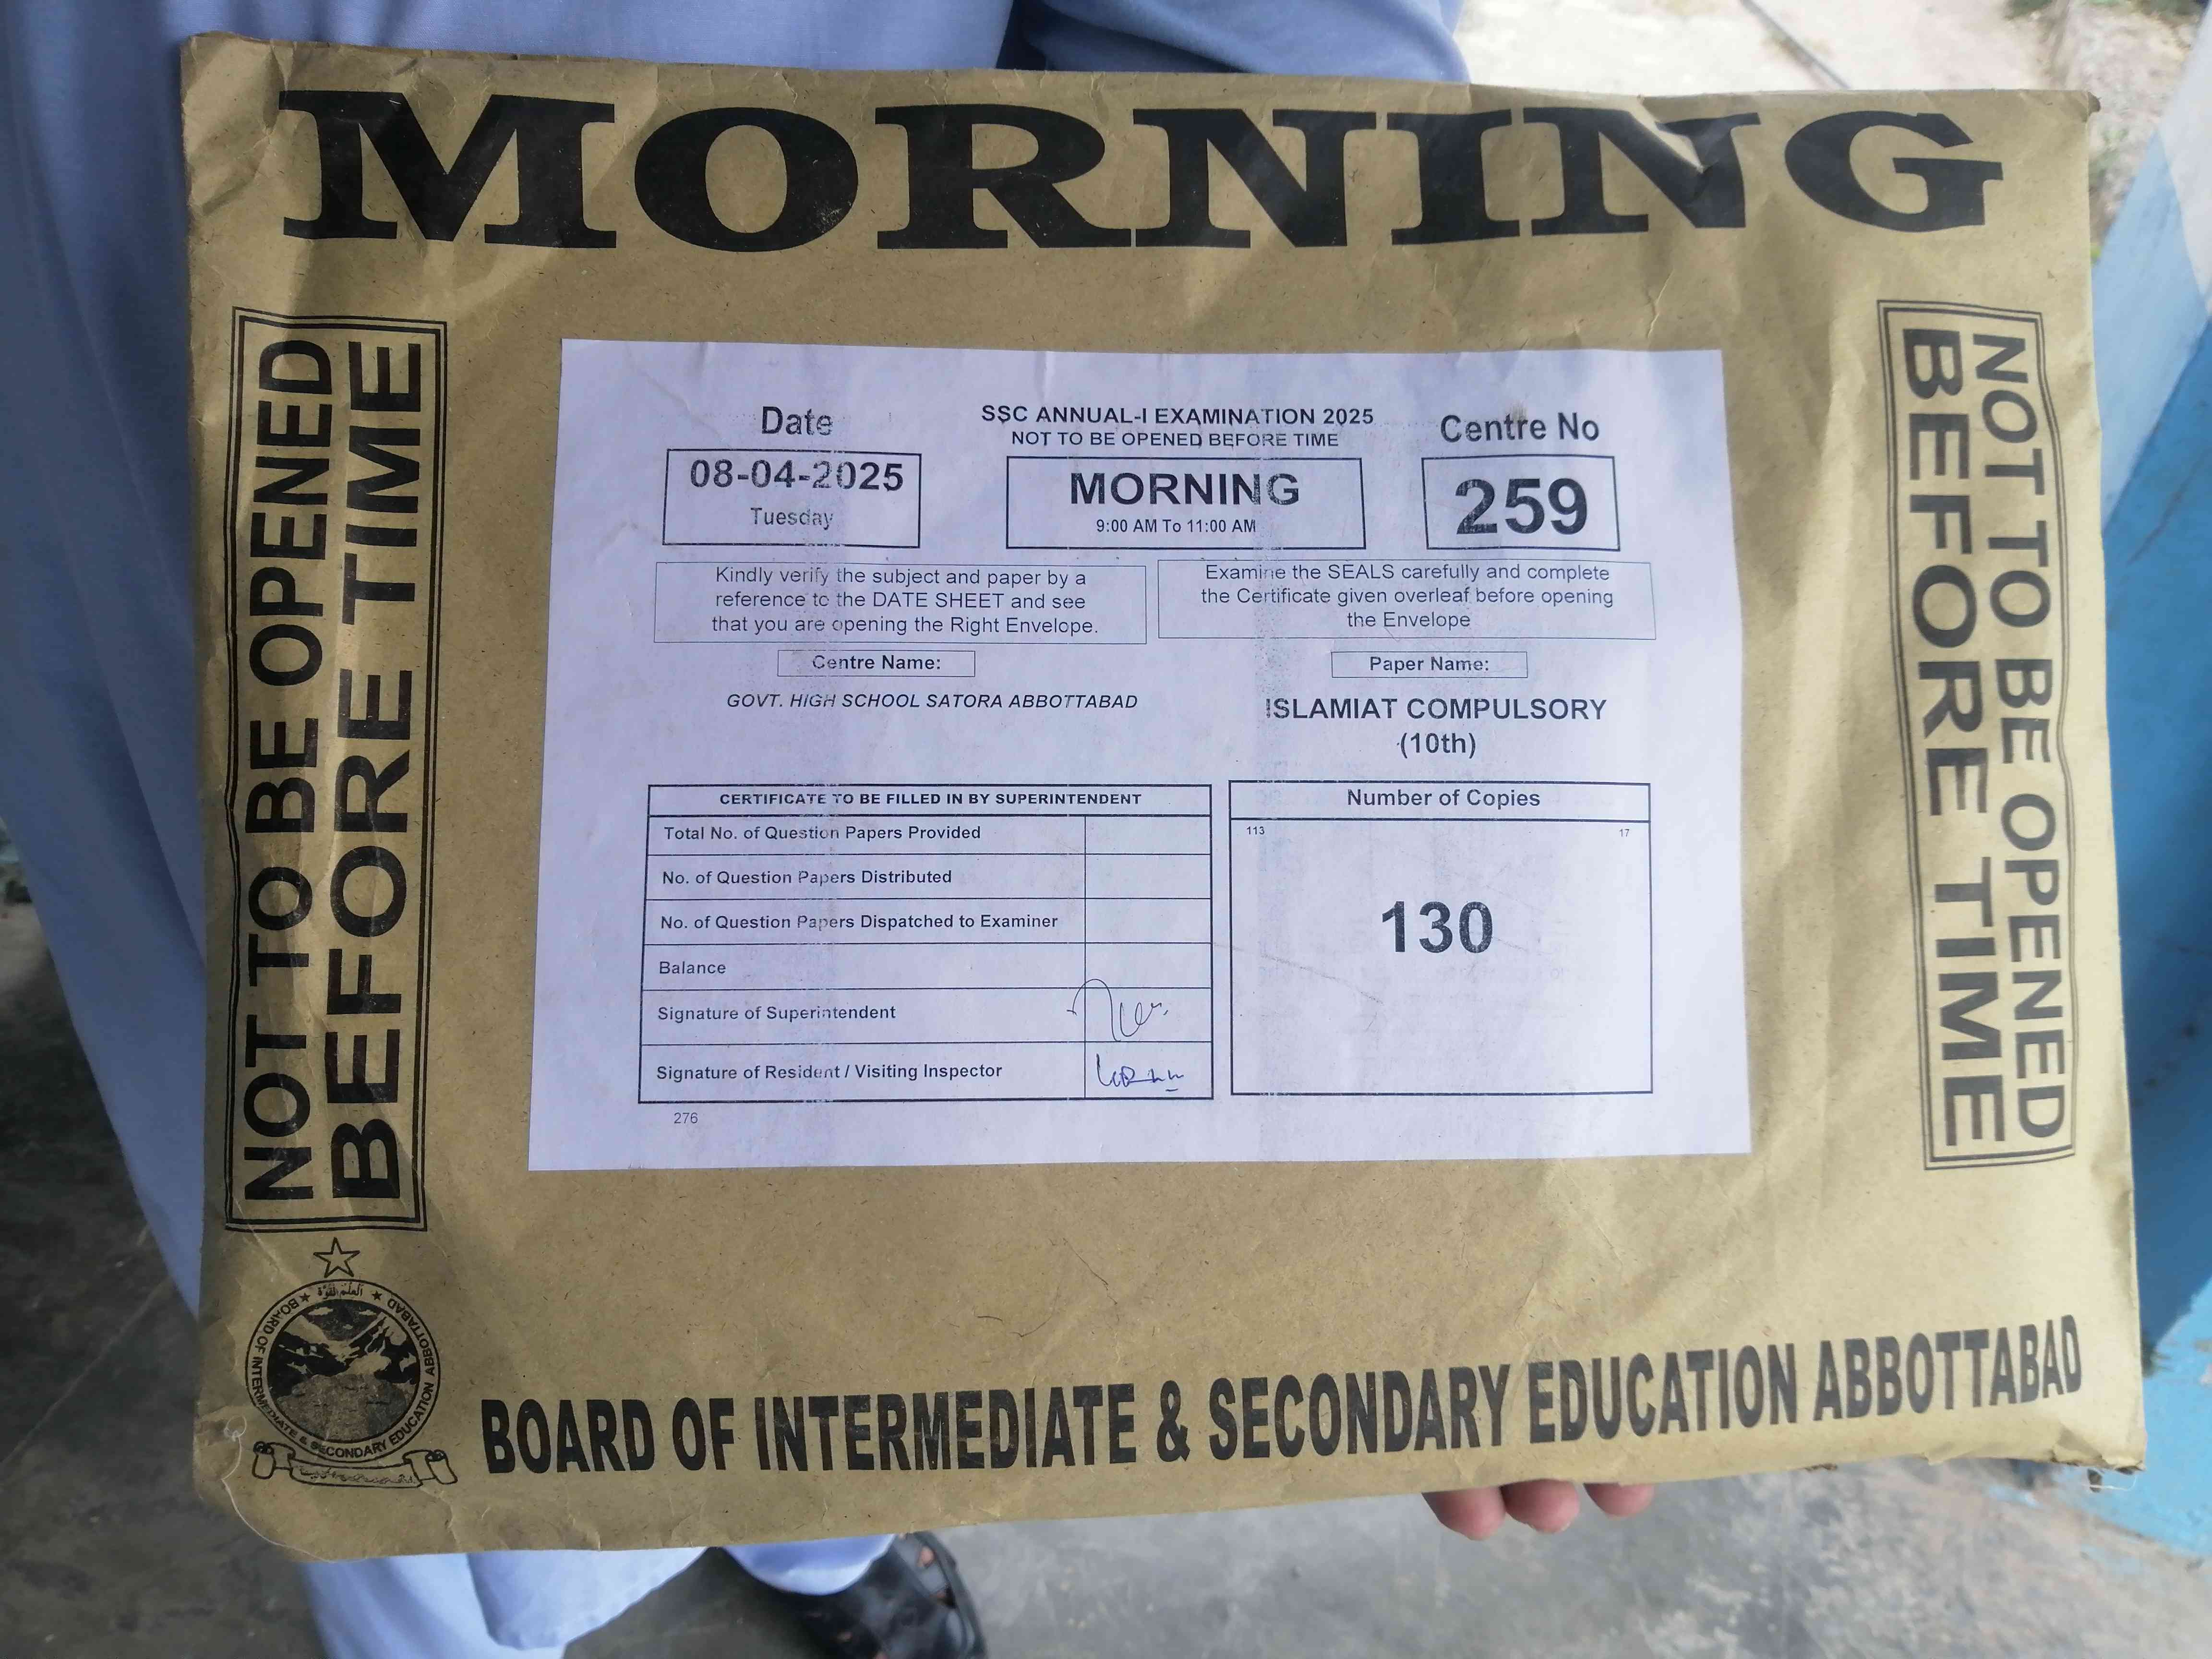 MORNING
NOT TO BE OPENED
BEFORE TIME
Date
08-04-2025
Tuesday
SSC ANNUAL-I EXAMINATION 2025
NOT TO BE OPENED BEFORE TIME
MORNING
9:00 AM To 11:00 AM
Centre No
259
Kindly verify the subject and paper by a
reference to the DATE SHEET and see
that you are opening the Right Envelope.
Examine the SEALS carefully and complete
the Certificate given overleaf before opening
the Envelope
Centre Name:
GOVT. HIGH SCHOOL SATORA ABBOTTABAD
Paper Name:
ISLAMIAT COMPULSORY
(10th)
CERTIFICATE TO BE FILLED IN BY SUPERINTENDENT
Total No. of Question Papers Provided
No. of Question Papers Distributed
No. of Question Papers Dispatched to Examiner
Balance
Signature of Superintendent
Signature of Resident / Visiting Inspector
276
Number of Copies
113 17
130
NOT TO BE OPENED
BEFORE TIME
العلم القوة
BOARD OF INTERMEDIATE & SECONDARY EDUCATION ABBOTTABAD
BOARD OF INTERMEDIATE & SECONDARY EDUCATION ABBOTTABAD